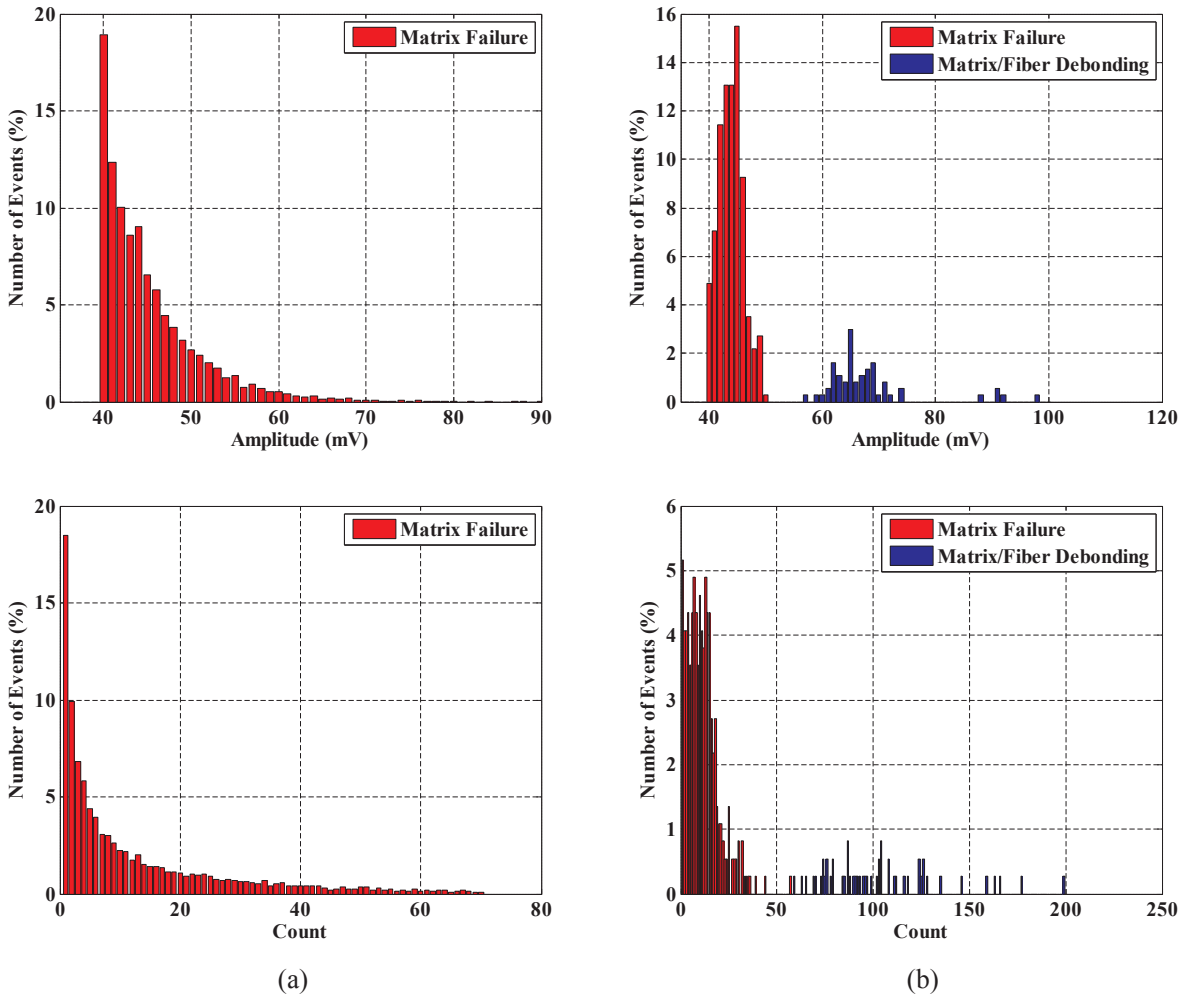 20
15
10
5
0
Number of Events (%)
Matrix Failure
40 50 60 70 80 90
Amplitude (mV)
16
14
12
10
8
6
4
2
0
Number of Events (%)
Matrix Failure
Matrix/Fiber Debonding
40 60 80 100 120
Amplitude (mV)
20
15
10
5
0
Number of Events (%)
Matrix Failure
0 20 40 60 80
Count
(a)
6
5
4
3
2
1
0
Number of Events (%)
Matrix Failure
Matrix/Fiber Debonding
0 50 100 150 200 250
Count
(b)